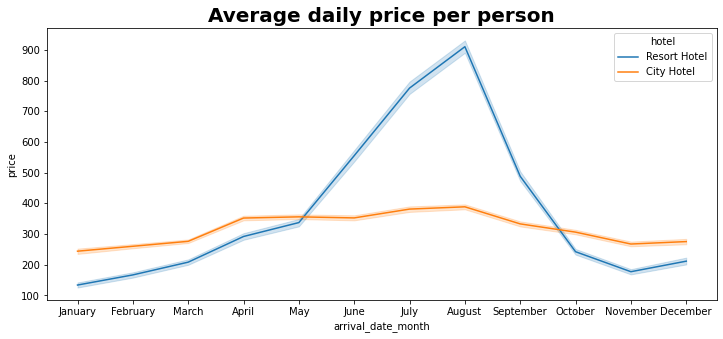 Average daily price per person
hotel
Resort Hotel
City Hotel
price
900
800
700
600
500
400
300
200
100
January February March April May June July August September October November December
arrival_date_month